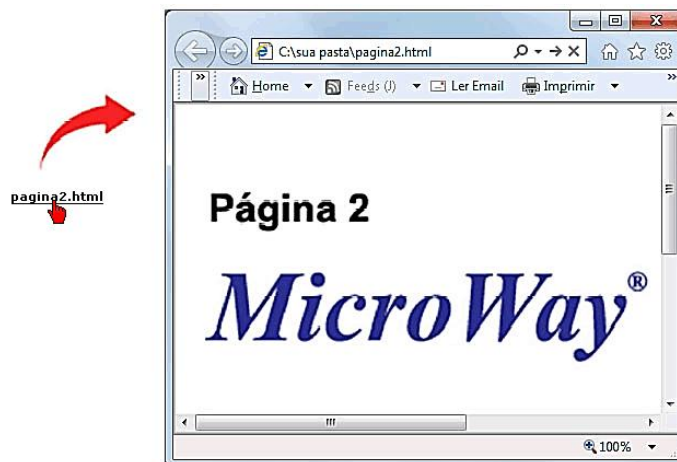 C:\sua pasta\pagina2.html
» Home Feeds (J) Ler Email Imprimir »
pagina2.html
Página 2
MicroWay®
100%